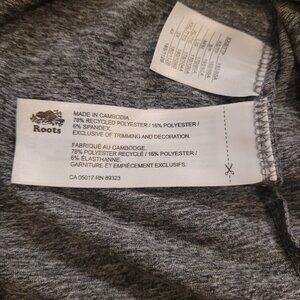 Roots
MADE IN CAMBODIA.
78% RECYCLED POLYESTER / 16% POLYESTER /
6% SPANDEX.
EXCLUSIVE OF TRIMMING AND DECORATION.
FABRIQUÉ AU CAMBODGE.
78% POLYESTER RECYCLÉ / 16% POLYESTER /
6% ÉLASTHANNE.
GARNITURE ET EMPIÈCEMENT EXCLUSIFS.
CA 05017 RN 89323